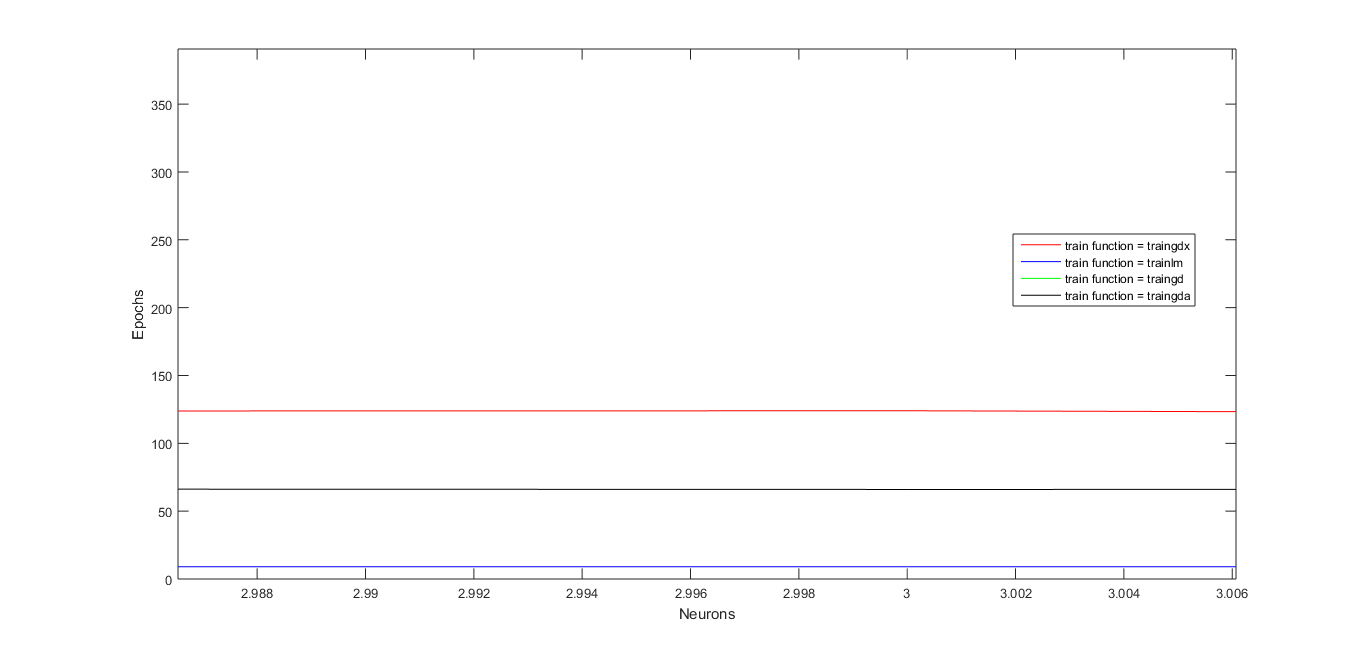 350
300
250
200
150
100
50
0
Epochs
train function = traingdx
train function = trainlm
train function = traingd
train function = traingda
2.988 2.99 2.992 2.994 2.996 2.998 3 3.002 3.004 3.006
Neurons